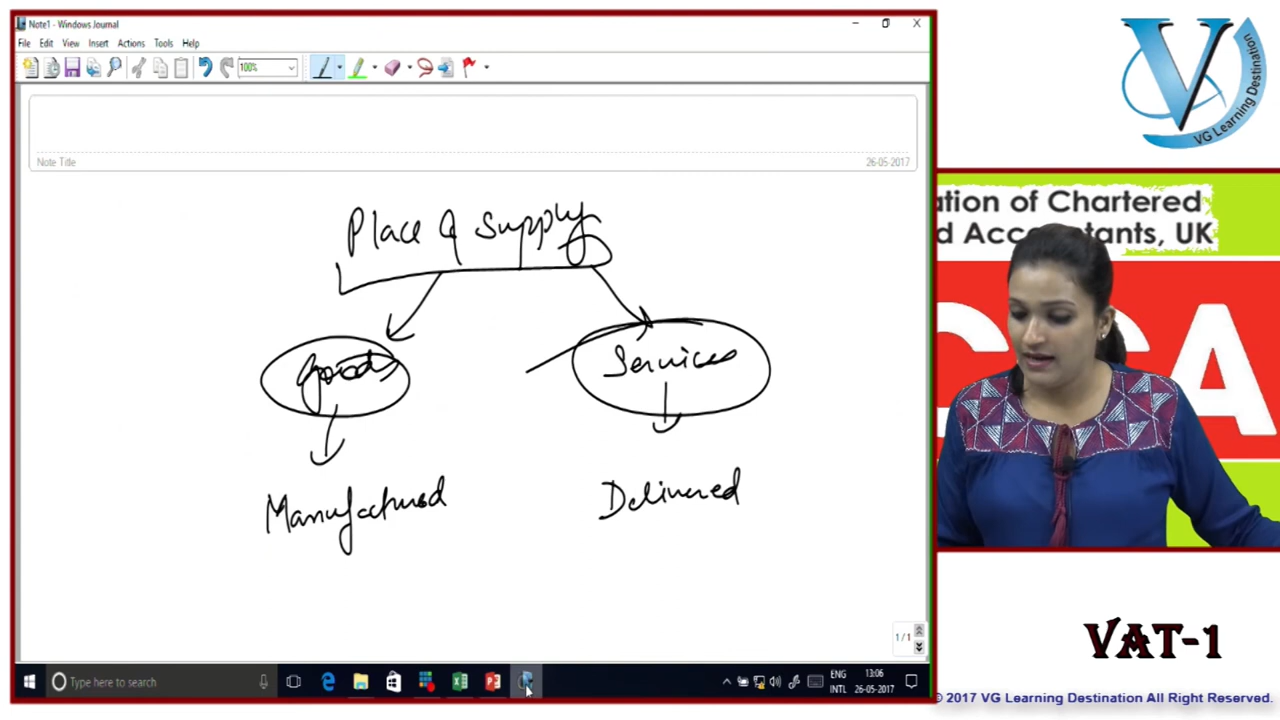 Note1 - Windows Journal
File Edit View Insert Actions Tools Help
100%
Note Title
26-05-2017
Place of Supply
Goods
Services
Manufactured
Delivered
1 / 1
Type here to search
ENG
INTL
13:06
26-05-2017
V
VG Learning Destination
ation of Chartered
d Accountants, UK
CCA
VAT-1
© 2017 VG Learning Destination All Right Reserved.